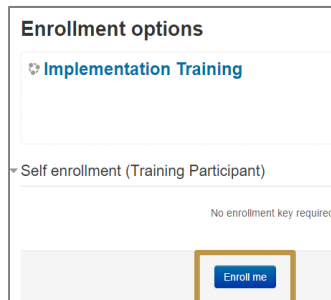 Enrollment options
Implementation Training
Self enrollment (Training Participant)
No enrollment key required
Enroll me